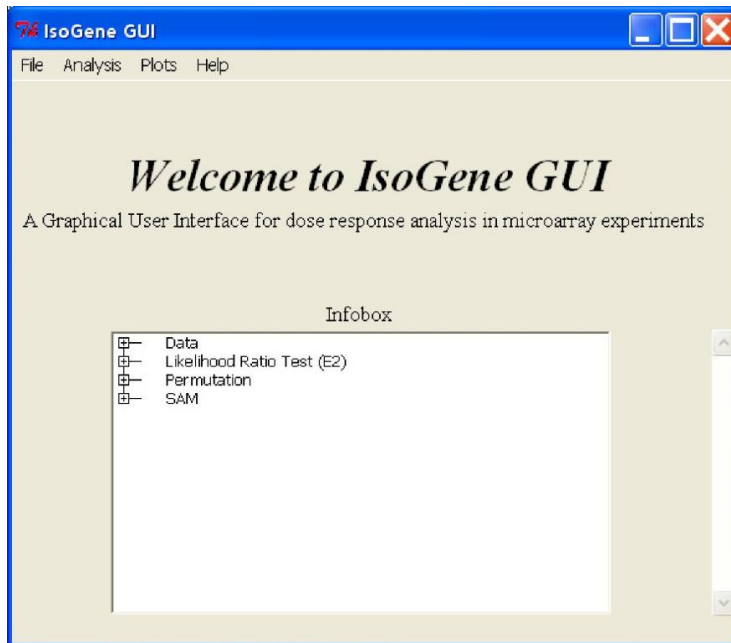 IsoGene GUI
File Analysis Plots Help
Welcome to IsoGene GUI
A Graphical User Interface for dose response analysis in microarray experiments
Infobox
Data
Likelihood Ratio Test (E2)
Permutation
SAM